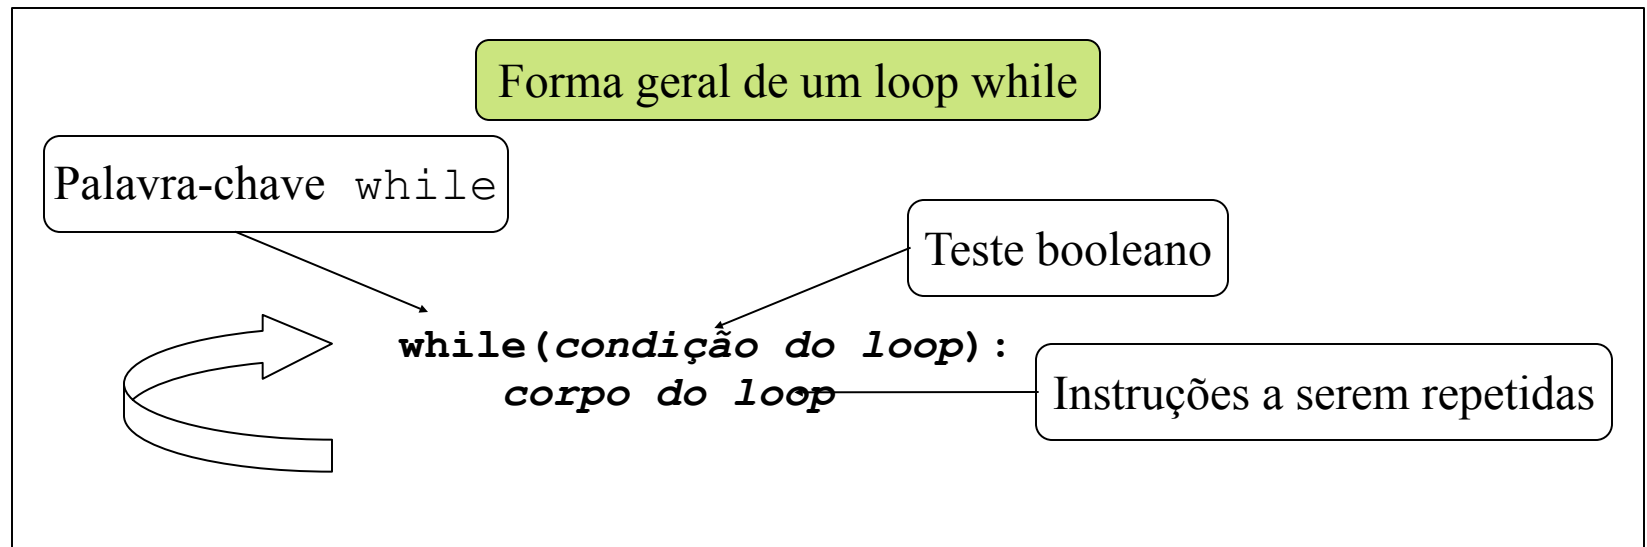 Forma geral de um loop while
Palavra-chave while
Teste booleano
while(condição do loop):
corpo do loop
Instruções a serem repetidas